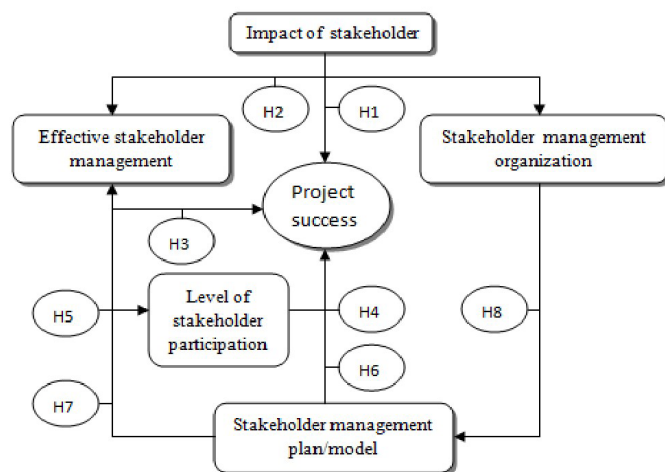 Impact of stakeholder
H2
H1
Effective stakeholder
management
Stakeholder management
organization
Project
success
H3
Level of
stakeholder
participation
H5
H4
H8
H6
H7
Stakeholder management
plan/model